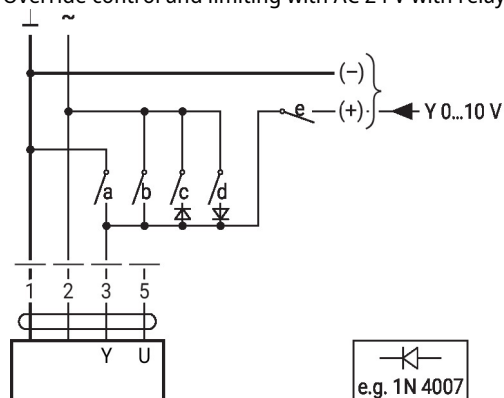 Override control and limiting with AC 24 V with relay
⊥ ~
(–)
e (+) Y 0...10 V
a b c d
1 2 3 5
Y U
e.g. 1N 4007